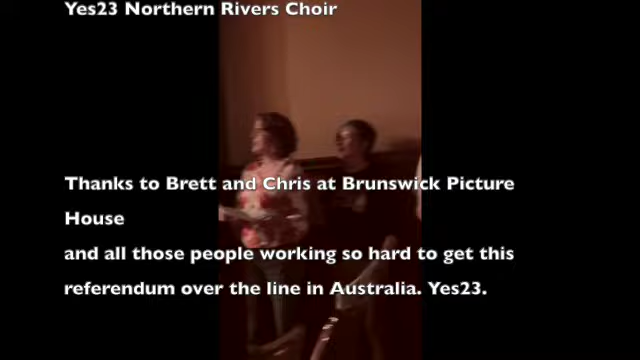 Yes23 Northern Rivers Choir
Thanks to Brett and Chris at Brunswick Picture
House
and all those people working so hard to get this
referendum over the line in Australia. Yes23.